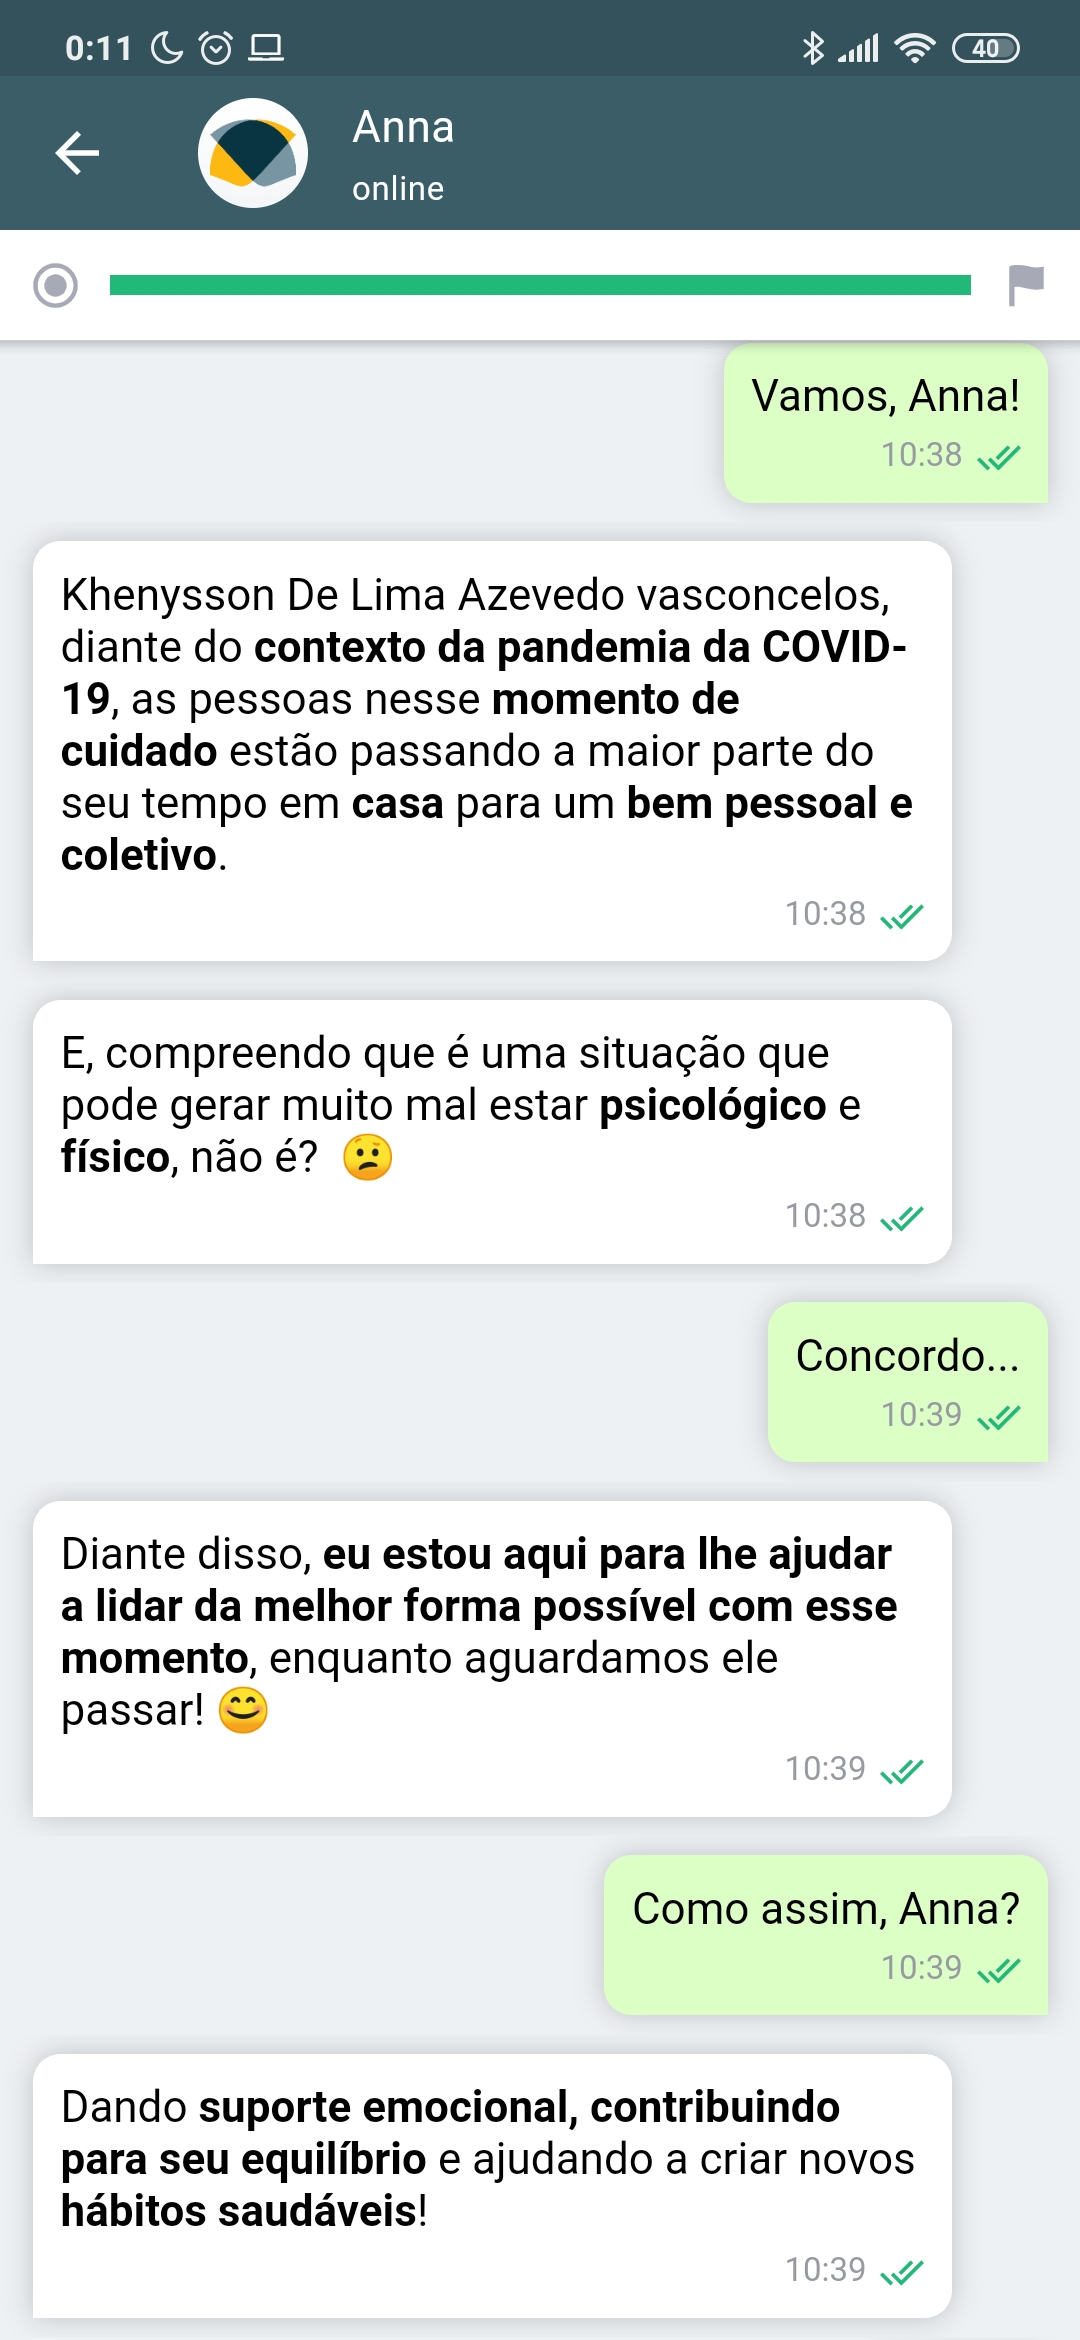 0:11
40
Anna
online
Vamos, Anna!
10:38
Khenysson De Lima Azevedo vasconcelos,
diante do contexto da pandemia da COVID-
19, as pessoas nesse momento de
cuidado estão passando a maior parte do
seu tempo em casa para um bem pessoal e
coletivo.
10:38
E, compreendo que é uma situação que
pode gerar muito mal estar psicológico e
físico, não é? 😟
10:38
Concordo...
10:39
Diante disso, eu estou aqui para lhe ajudar
a lidar da melhor forma possível com esse
momento, enquanto aguardamos ele
passar! 😊
10:39
Como assim, Anna?
10:39
Dando suporte emocional, contribuindo
para seu equilíbrio e ajudando a criar novos
hábitos saudáveis!
10:39